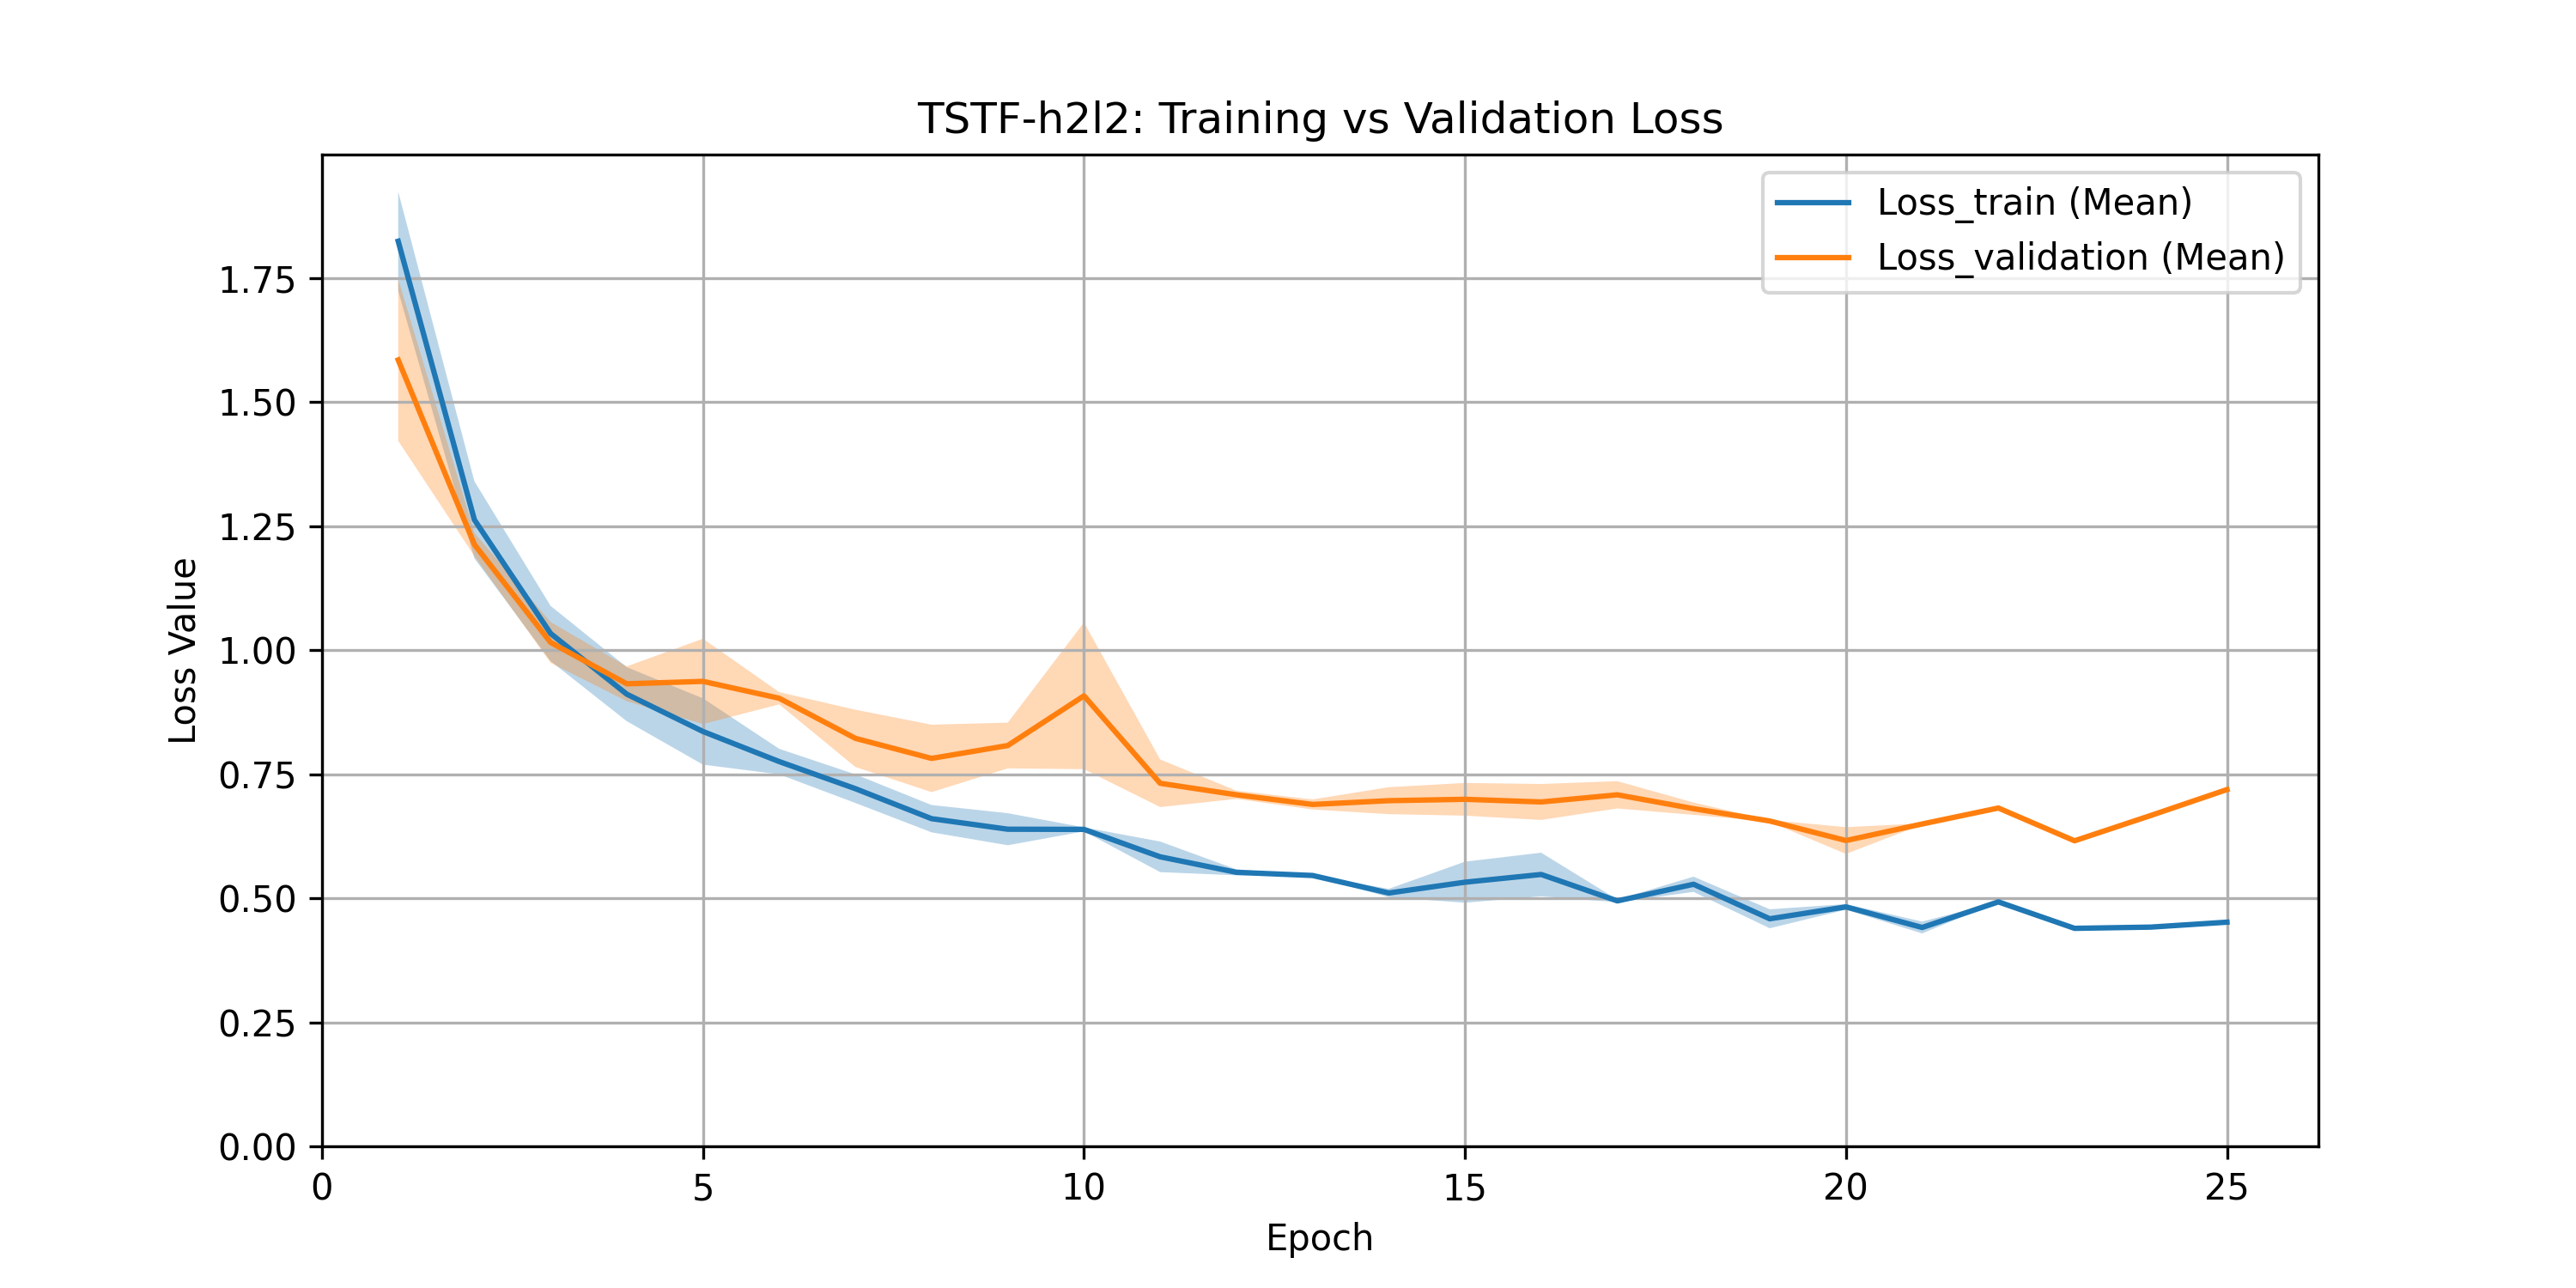 TSTF-h2l2: Training vs Validation Loss
Loss_train (Mean)
Loss_validation (Mean)
Loss Value
1.75
1.50
1.25
1.00
0.75
0.50
0.25
0.00
0 5 10 15 20 25
Epoch